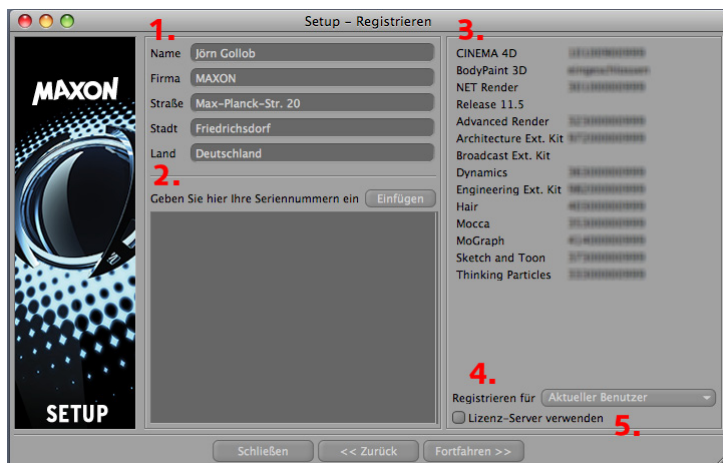 Setup – Registrieren
1.
Name Jörn Gollob
Firma MAXON
Straße Max-Planck-Str. 20
Stadt Friedrichsdorf
Land Deutschland
2.
Geben Sie hier Ihre Seriennummern ein Einfügen
3.
CINEMA 4D
BodyPaint 3D
NET Render
Release 11.5
Advanced Render
Architecture Ext. Kit
Broadcast Ext. Kit
Dynamics
Engineering Ext. Kit
Hair
Mocca
MoGraph
Sketch and Toon
Thinking Particles
4.
Registrieren für Aktueller Benutzer
Lizenz-Server verwenden
5.
MAXON
SETUP
Schließen << Zurück Fortfahren >>